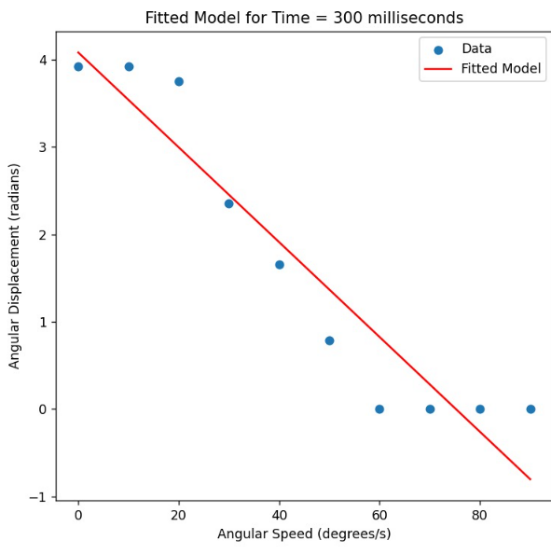 Fitted Model for Time = 300 milliseconds
Data
Fitted Model
4
3
2
1
0
−1
Angular Displacement (radians)
0 20 40 60 80
Angular Speed (degrees/s)